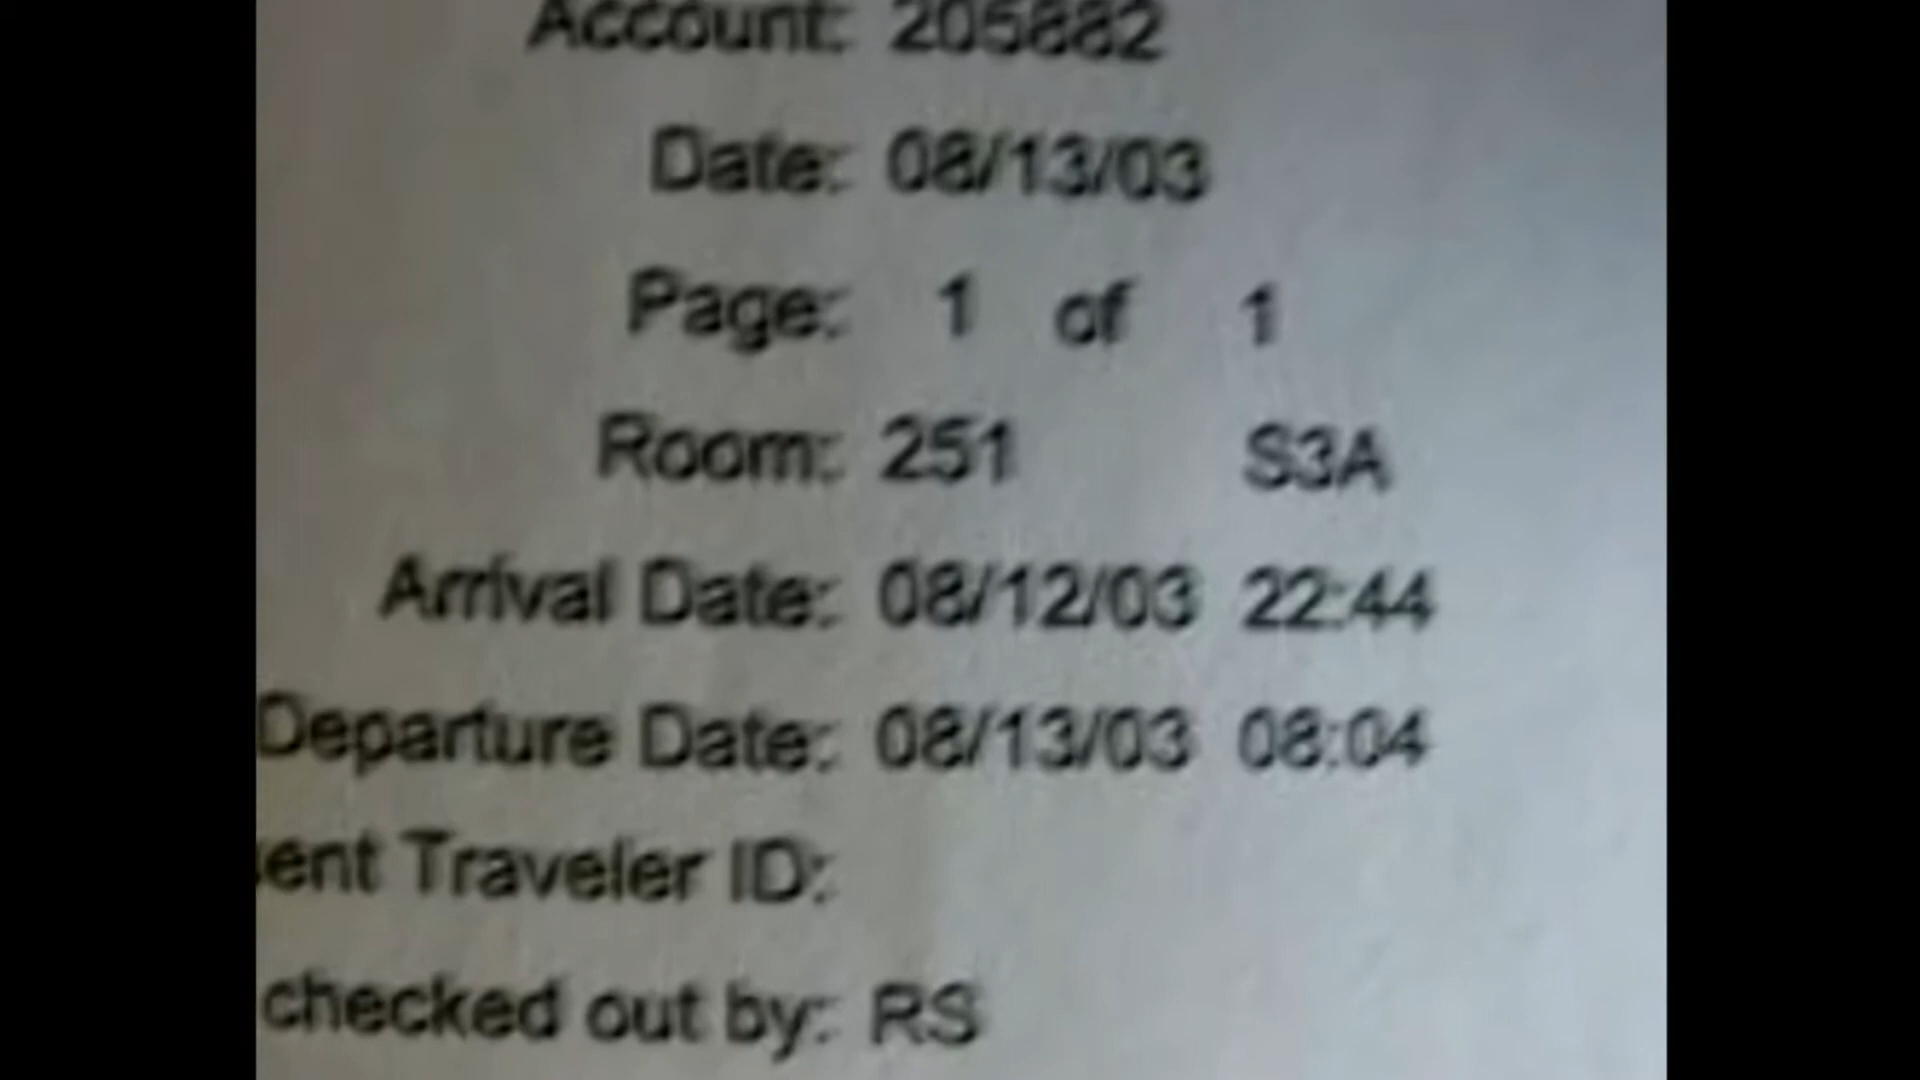 Account: 205882
Date: 08/13/03
Page: 1 of 1
Room: 251 S3A
Arrival Date: 08/12/03 22:44
Departure Date: 08/13/03 08:04
Traveler ID:
checked out by: RS